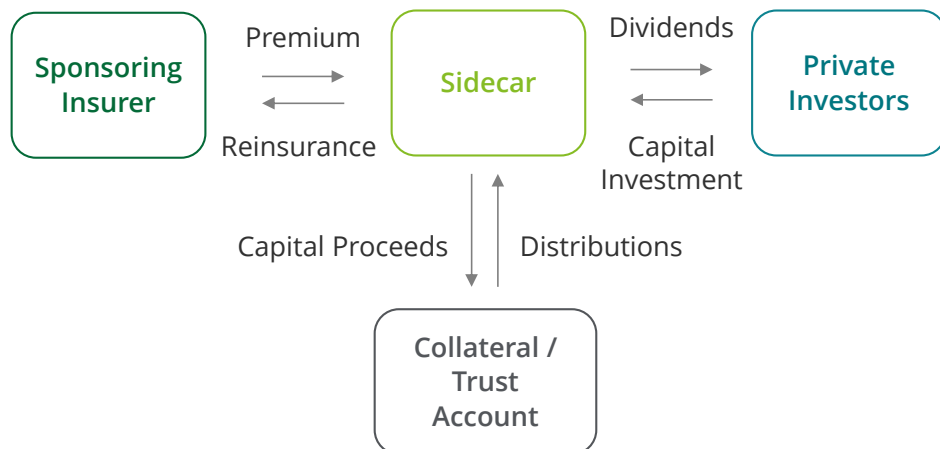 Premium
Dividends
Sponsoring
Insurer
Sidecar
Private
Investors
Reinsurance
Capital
Investment
Capital Proceeds
Distributions
Collateral /
Trust
Account